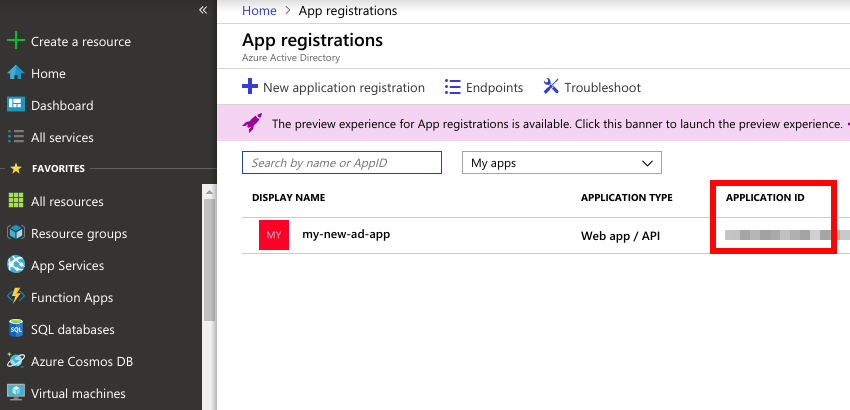 «
Home > App registrations
Create a resource
Home
Dashboard
All services
FAVORITES
All resources
Resource groups
App Services
Function Apps
SQL databases
Azure Cosmos DB
Virtual machines
App registrations
Azure Active Directory
New application registration
Endpoints
Troubleshoot
The preview experience for App registrations is available. Click this banner to launch the preview experience.
Search by name or AppID
My apps
DISPLAY NAME
APPLICATION TYPE
APPLICATION ID
MY
my-new-ad-app
Web app / API
SQL